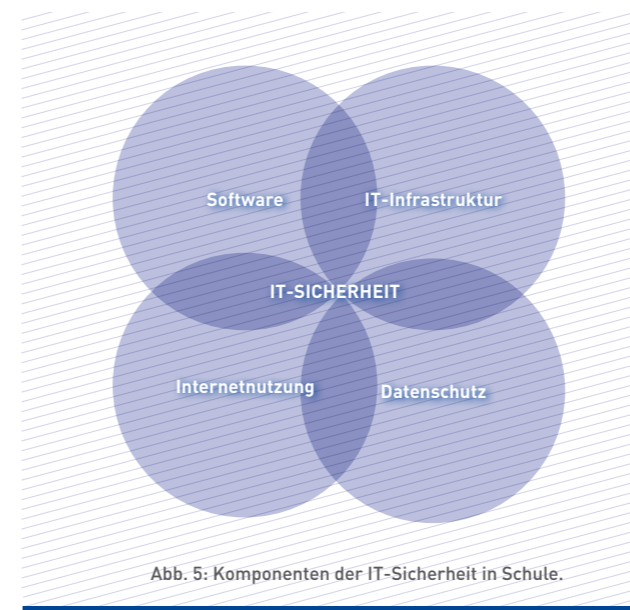 Software
IT-Infrastruktur
IT-SICHERHEIT
Internetnutzung
Datenschutz
Abb. 5: Komponenten der IT-Sicherheit in Schule.